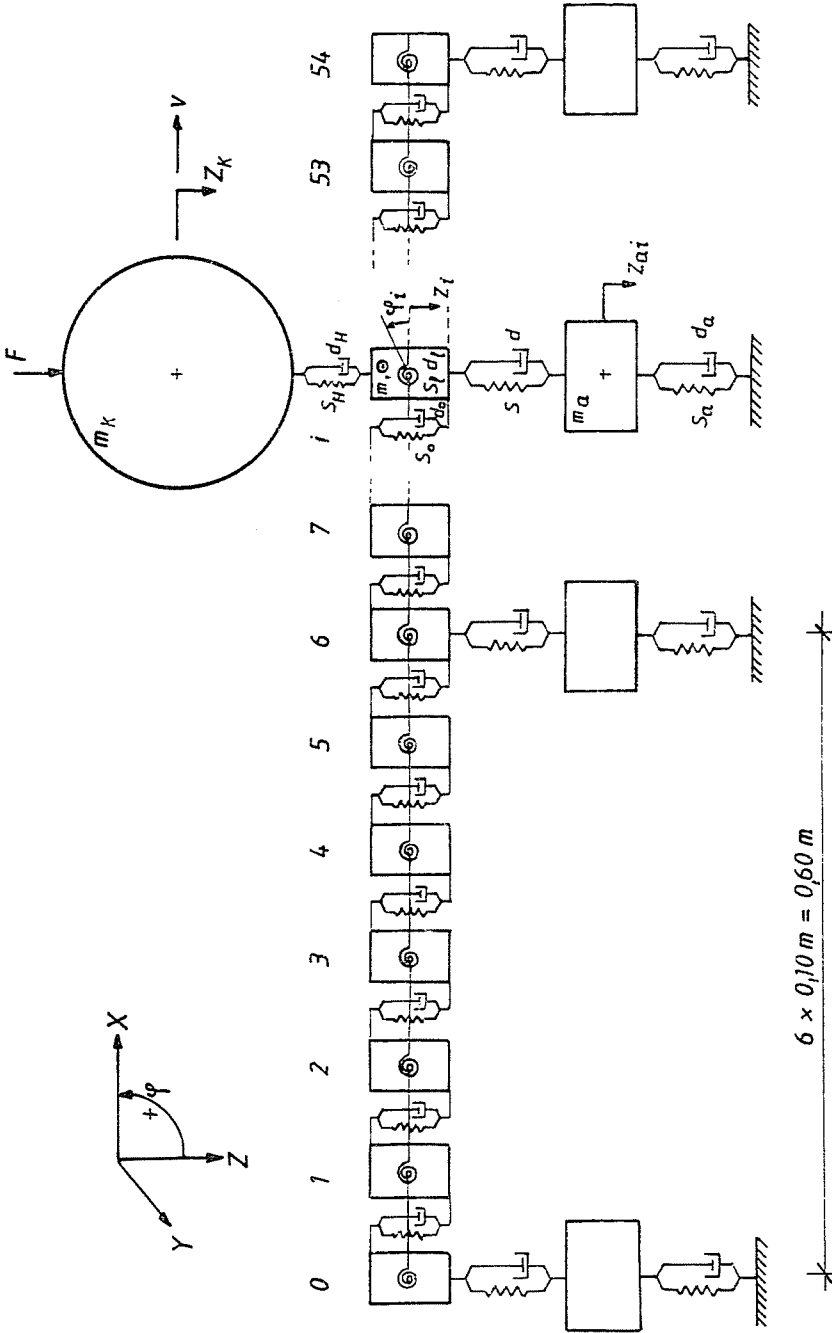 F
m_K
v
Z_K
S_H
d_H
0 1 2 3 4 5 6 7 i 53 54
m,Θ
φ_i
S_l d_l
Z_i
S_o
d_o
S
d
m_a
Z_ai
S_a
d_a
X
+ φ
Y
Z
6 × 0,10 m = 0,60 m